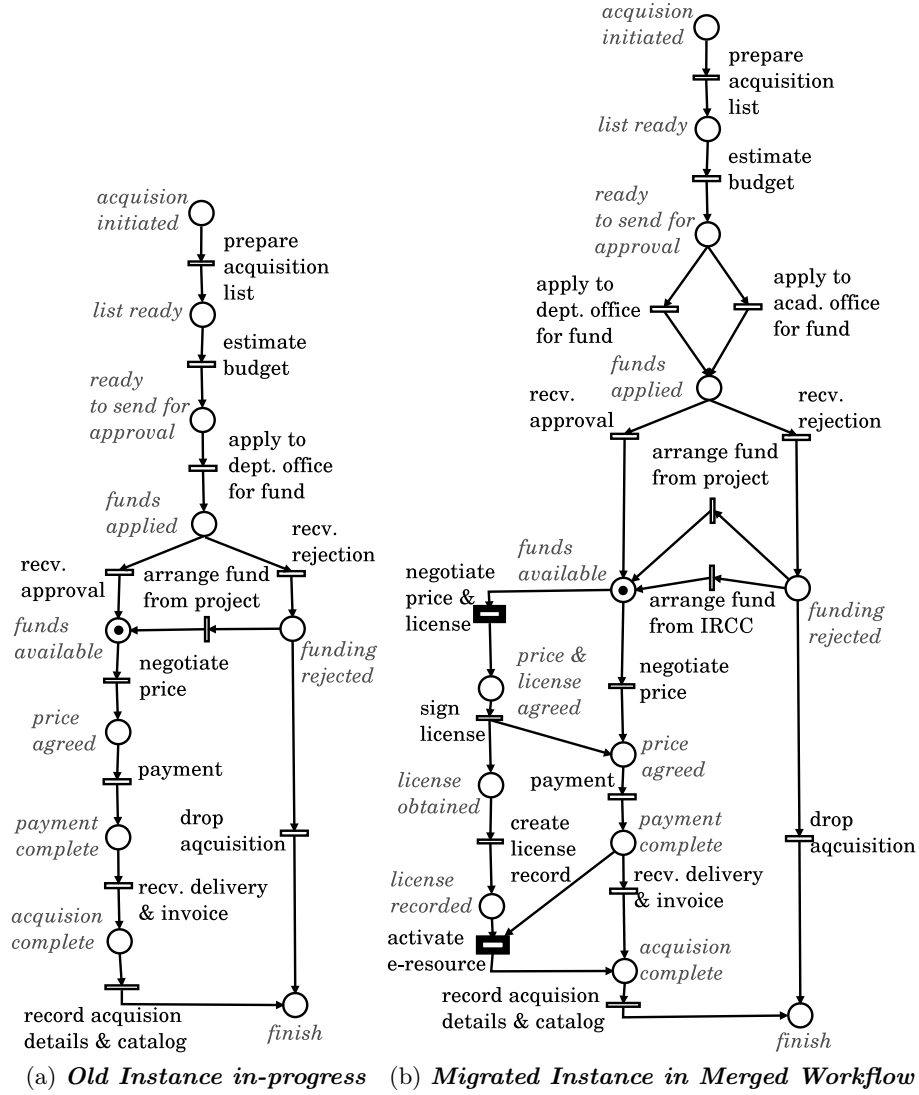 acquision
initiated
prepare
acquisition
list
list ready
estimate
budget
ready
to send for
approval
apply to
dept. office
for fund
funds
applied
recv.
approval
recv.
rejection
arrange fund
from project
funds
available
funding
rejected
negotiate
price
price
agreed
payment
payment
complete
drop
aqcuisition
recv. delivery
& invoice
acquision
complete
record acquision
details & catalog
finish
(a) Old Instance in-progress
acquision
initiated
prepare
acquisition
list
list ready
estimate
budget
ready
to send for
approval
apply to
dept. office
for fund
apply to
acad. office
for fund
funds
applied
recv.
approval
recv.
rejection
arrange fund
from project
funds
available
negotiate
price &
license
arrange fund
from IRCC
funding
rejected
price &
license
agreed
negotiate
price
sign
license
price
agreed
license
obtained
payment
create
license
record
payment
complete
drop
aqcuisition
license
recorded
recv. delivery
& invoice
activate
e-resource
acquision
complete
record acquision
details & catalog
finish
(b) Migrated Instance in Merged Workflow